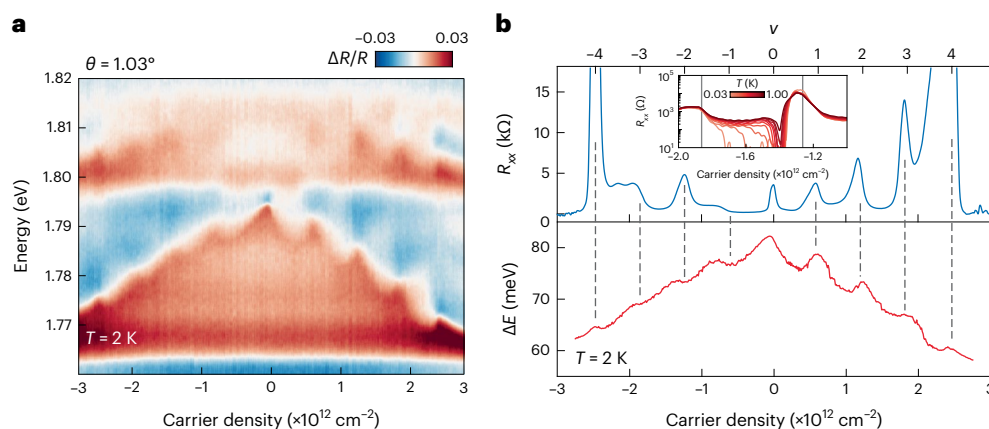 a
θ = 1.03°
−0.03 0.03
ΔR/R
1.82
1.81
1.80
1.79
1.78
1.77
Energy (eV)
T = 2 K
−3 −2 −1 0 1 2 3
Carrier density (×10¹² cm⁻²)
b
ν
−4 −3 −2 −1 0 1 2 3 4
15
10
5
0
Rxx (kΩ)
T (K)
0.03 1.00
10⁵
10³
10¹
Rxx (Ω)
−2.0 −1.6 −1.2
Carrier density (×10¹² cm⁻²)
80
70
60
ΔE (meV)
T = 2 K
−3 −2 −1 0 1 2 3
Carrier density (×10¹² cm⁻²)